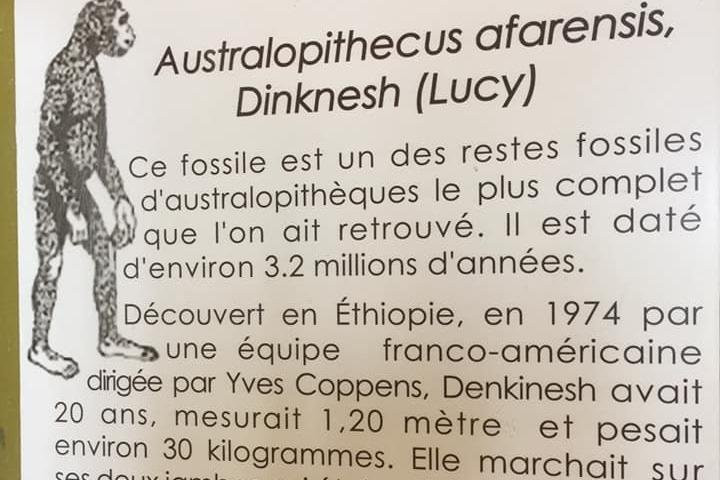 Australopithecus afarensis,
Dinknesh (Lucy)
Ce fossile est un des restes fossiles
d'australopithèques le plus complet
que l'on ait retrouvé. Il est daté
d'environ 3.2 millions d'années.
Découvert en Éthiopie, en 1974 par
une équipe franco-américaine
dirigée par Yves Coppens, Denkinesh avait
20 ans, mesurait 1,20 mètre et pesait
environ 30 kilogrammes. Elle marchait sur
ses deux